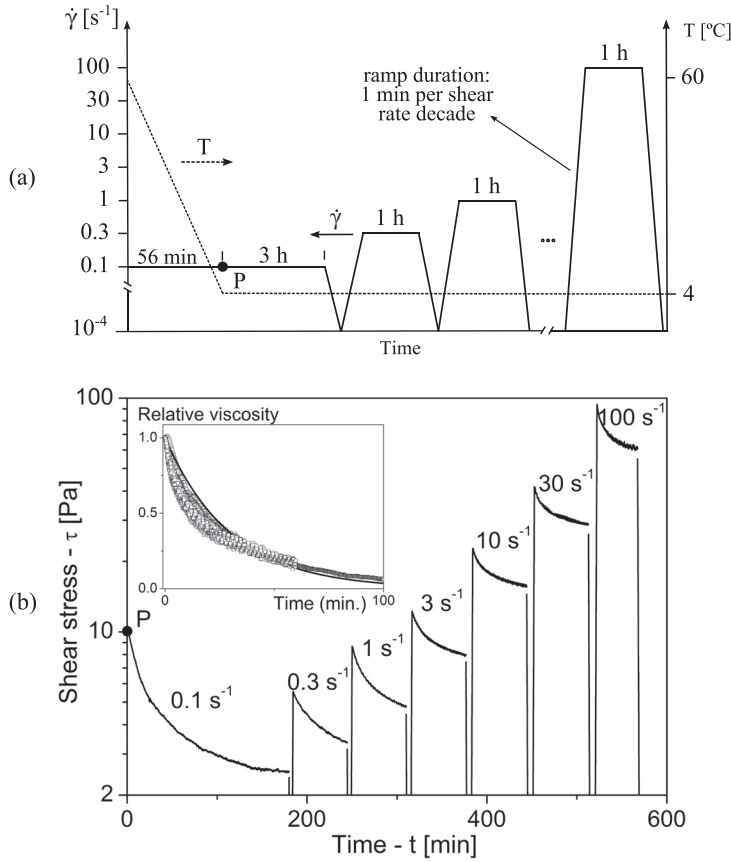 γ̇ [s⁻¹]
T [ºC]
100
30
10
3
1
0.3
0.1
10⁻⁴
60
4
(a)
T
ramp duration:
1 min per shear
rate decade
1 h
1 h
1 h
γ̇
56 min
3 h
P
...
Time
(b)
Shear stress - τ [Pa]
100
10
2
Relative viscosity
1.0
0.5
0.0
0
Time (min.)
100
P
0.1 s⁻¹
0.3 s⁻¹
1 s⁻¹
3 s⁻¹
10 s⁻¹
30 s⁻¹
100 s⁻¹
0
200
400
600
Time - t [min]